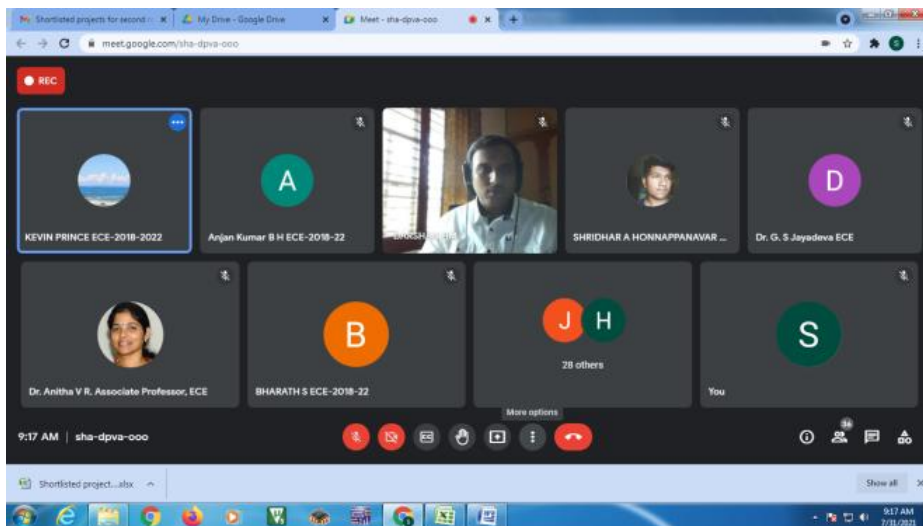 Shortlisted projects for second r
My Drive - Google Drive
Meet - sha-dpva-ooo
meet.google.com/sha-dpva-ooo
S
REC
A
D
KEVIN PRINCE ECE-2018-2022
Anjan Kumar B H ECE-2018-22
SHRIDHAR A HONNAPPANAVAR ...
Dr. G. S Jayadeva ECE
B
J H
S
28 others
Dr. Anitha V R. Associate Professor, ECE
BHARATH S ECE-2018-22
You
More options
9:17 AM | sha-dpva-ooo
36
Shortlisted project....xlsx
Show all
9:17 AM